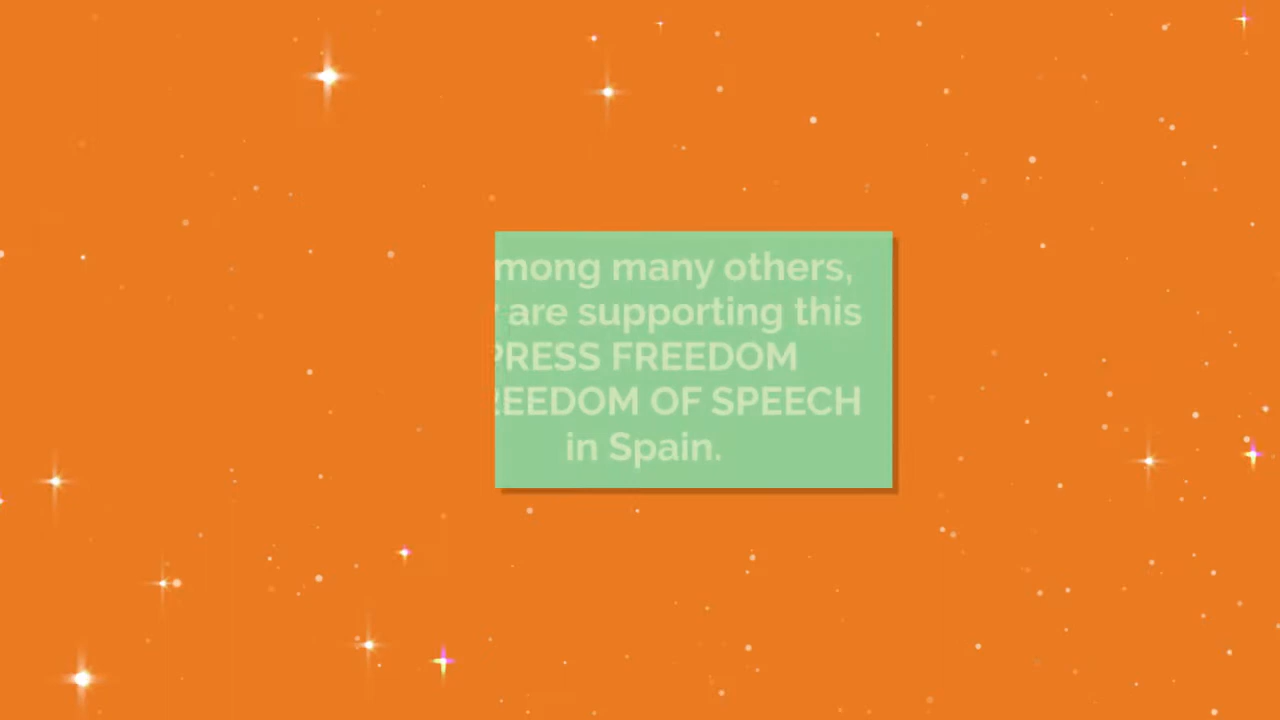 mong many others,
are supporting this
PRESS FREEDOM
REEDOM OF SPEECH
in Spain.